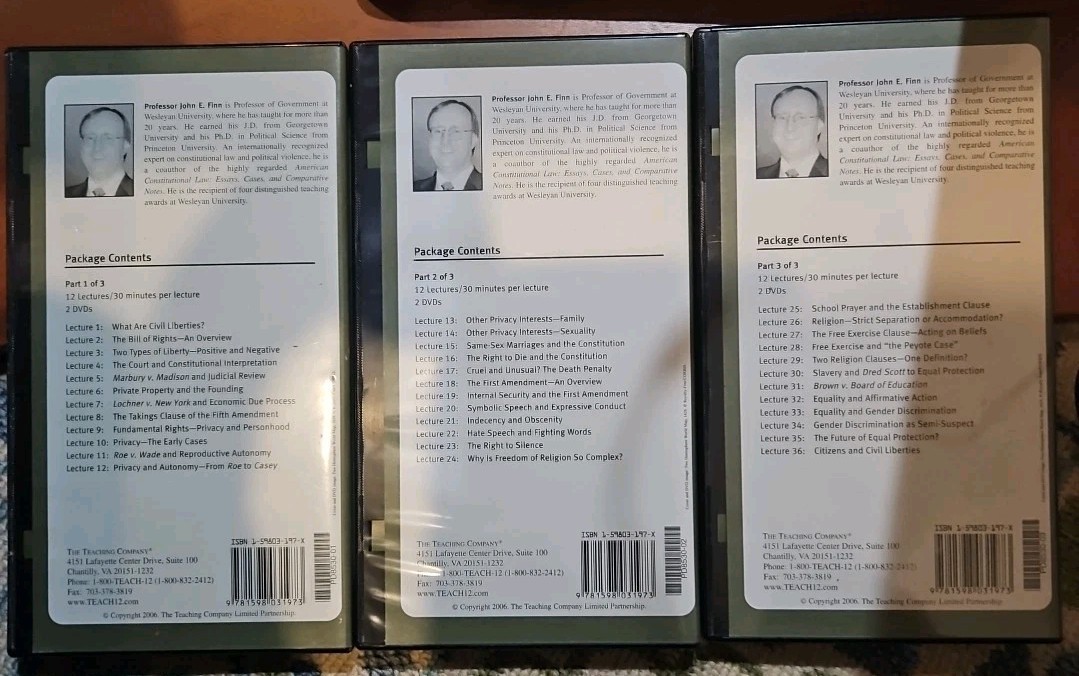 Professor John E. Finn is Professor of Government at
Wesleyan University, where he has taught for more than
20 years. He earned his J.D. from Georgetown
University and his Ph.D. in Political Science from
Princeton University. An internationally recognized
expert on constitutional law and political violence, he is
a coauthor of the highly regarded American
Constitutional Law: Essays, Cases, and Comparative
Notes. He is the recipient of four distinguished teaching
awards at Wesleyan University.
Package Contents
Part 1 of 3
12 Lectures/30 minutes per lecture
2 DVDs
Lecture 1: What Are Civil Liberties?
Lecture 2: The Bill of Rights—An Overview
Lecture 3: Two Types of Liberty—Positive and Negative
Lecture 4: The Court and Constitutional Interpretation
Lecture 5: Marbury v. Madison and Judicial Review
Lecture 6: Private Property and the Founding
Lecture 7: Lochner v. New York and Economic Due Process
Lecture 8: The Takings Clause of the Fifth Amendment
Lecture 9: Fundamental Rights—Privacy and Personhood
Lecture 10: Privacy—The Early Cases
Lecture 11: Roe v. Wade and Reproductive Autonomy
Lecture 12: Privacy and Autonomy—From Roe to Casey
THE TEACHING COMPANY®
4151 Lafayette Center Drive, Suite 100
Chantilly, VA 20151-1232
Phone: 1-800-TEACH-12 (1-800-832-2412)
Fax: 703-378-3819
www.TEACH12.com
ISBN 1-59803-197-X
9 781598 031973
PD8530-01
© Copyright 2006. The Teaching Company Limited Partnership.
Professor John E. Finn is Professor of Government at
Wesleyan University, where he has taught for more than
20 years. He earned his J.D. from Georgetown
University and his Ph.D. in Political Science from
Princeton University. An internationally recognized
expert on constitutional law and political violence, he is
a coauthor of the highly regarded American
Constitutional Law: Essays, Cases, and Comparative
Notes. He is the recipient of four distinguished teaching
awards at Wesleyan University.
Package Contents
Part 2 of 3
12 Lectures/30 minutes per lecture
2 DVDs
Lecture 13: Other Privacy Interests—Family
Lecture 14: Other Privacy Interests—Sexuality
Lecture 15: Same-Sex Marriages and the Constitution
Lecture 16: The Right to Die and the Constitution
Lecture 17: Cruel and Unusual? The Death Penalty
Lecture 18: The First Amendment—An Overview
Lecture 19: Internal Security and the First Amendment
Lecture 20: Symbolic Speech and Expressive Conduct
Lecture 21: Indecency and Obscenity
Lecture 22: Hate Speech and Fighting Words
Lecture 23: The Right to Silence
Lecture 24: Why Is Freedom of Religion So Complex?
THE TEACHING COMPANY®
4151 Lafayette Center Drive, Suite 100
Chantilly, VA 20151-1232
1-800-TEACH-12 (1-800-832-2412)
Fax: 703-378-3819
www.TEACH12.com
ISBN 1-59803-197-X
9 781598 031973
PD8530-02
© Copyright 2006. The Teaching Company Limited Partnership.
Professor John E. Finn is Professor of Government at
Wesleyan University, where he has taught for more than
20 years. He earned his J.D. from Georgetown
University and his Ph.D. in Political Science from
Princeton University. An internationally recognized
expert on constitutional law and political violence, he is
a coauthor of the highly regarded American
Constitutional Law: Essays, Cases, and Comparative
Notes. He is the recipient of four distinguished teaching
awards at Wesleyan University.
Package Contents
Part 3 of 3
12 Lectures/30 minutes per lecture
2 DVDs
Lecture 25: School Prayer and the Establishment Clause
Lecture 26: Religion—Strict Separation or Accommodation?
Lecture 27: The Free Exercise Clause—Acting on Beliefs
Lecture 28: Free Exercise and “the Peyote Case”
Lecture 29: Two Religion Clauses—One Definition?
Lecture 30: Slavery and Dred Scott to Equal Protection
Lecture 31: Brown v. Board of Education
Lecture 32: Equality and Affirmative Action
Lecture 33: Equality and Gender Discrimination
Lecture 34: Gender Discrimination as Semi-Suspect
Lecture 35: The Future of Equal Protection?
Lecture 36: Citizens and Civil Liberties
THE TEACHING COMPANY®
4151 Lafayette Center Drive, Suite 100
Chantilly, VA 20151-1232
Phone: 1-800-TEACH-12 (1-800-832-2412)
Fax: 703-378-3819
www.TEACH12.com
ISBN 1-59803-197-X
9 781598 031973
PD8530-03
© Copyright 2006. The Teaching Company Limited Partnership.